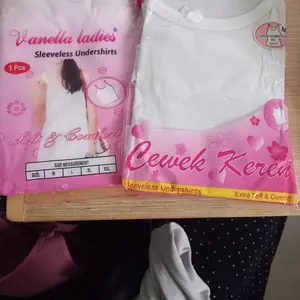 Vanella ladies
Sleeveless Undershirts
1 Pcs
Soft & Comfort
SIZE MEASUREMENT
SIZE M L XL XXL
Cewek Keren
Sleeveless Undershirts
Extra Soft & Comfort